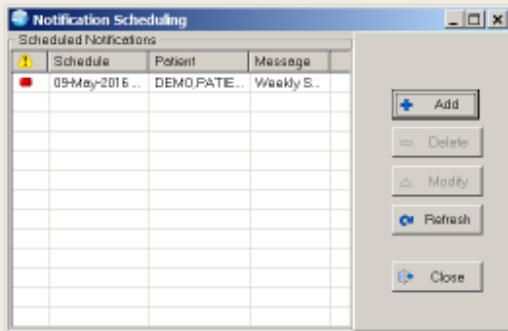 Notification Scheduling
Scheduled Notifications
Schedule Patient Message
09-May-2016 ... DEMO,PATIE... Weekly S...
Add
Delete
Modify
Refresh
Close